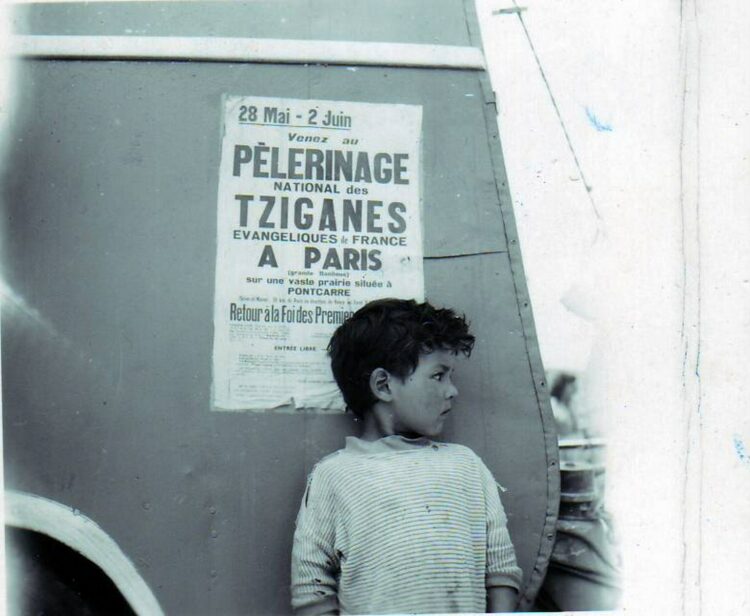 28 Mai - 2 Juin
Venez au
PÈLERINAGE
NATIONAL des
TZIGANES
EVANGELIQUES de FRANCE
A PARIS
(grande Banlieue)
sur une vaste prairie située à
PONTCARRE
Retour à la Foi des Premie
ENTRÉE LIBRE